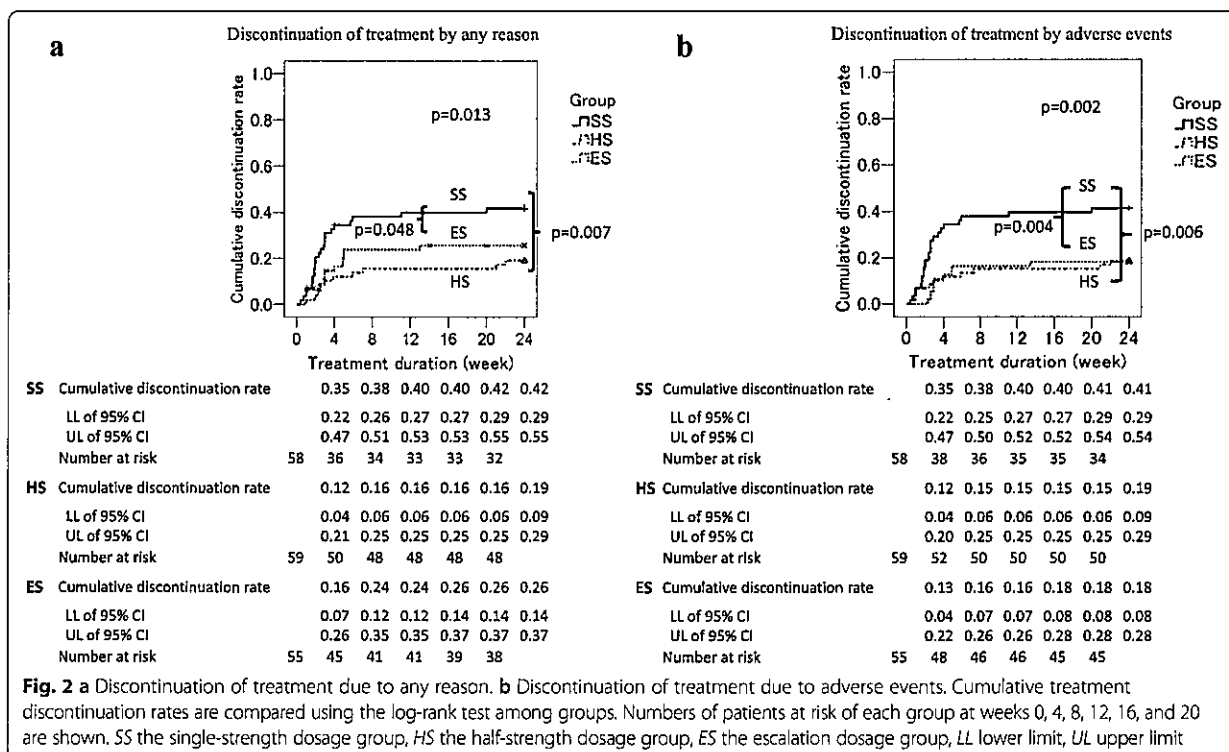 a
Discontinuation of treatment by any reason
Cumulative discontinuation rate
1.0
0.8
0.6
0.4
0.2
0.0
p=0.013
Group
SS
HS
ES
SS
p=0.048
ES
p=0.007
HS
0 4 8 12 16 20 24
Treatment duration (week)
SS Cumulative discontinuation rate 0.35 0.38 0.40 0.40 0.42 0.42
LL of 95% CI 0.22 0.26 0.27 0.27 0.29 0.29
UL of 95% CI 0.47 0.51 0.53 0.53 0.55 0.55
Number at risk 58 36 34 33 33 32
HS Cumulative discontinuation rate 0.12 0.16 0.16 0.16 0.16 0.19
LL of 95% CI 0.04 0.06 0.06 0.06 0.06 0.09
UL of 95% CI 0.21 0.25 0.25 0.25 0.25 0.29
Number at risk 59 50 48 48 48 48
ES Cumulative discontinuation rate 0.16 0.24 0.24 0.26 0.26 0.26
LL of 95% CI 0.07 0.12 0.12 0.14 0.14 0.14
UL of 95% CI 0.26 0.35 0.35 0.37 0.37 0.37
Number at risk 55 45 41 41 39 38
b
Discontinuation of treatment by adverse events
Cumulative discontinuation rate
1.0
0.8
0.6
0.4
0.2
0.0
p=0.002
Group
SS
HS
ES
SS
p=0.004
ES
p=0.006
HS
0 4 8 12 16 20 24
Treatment duration (week)
SS Cumulative discontinuation rate 0.35 0.38 0.40 0.40 0.41 0.41
LL of 95% CI 0.22 0.25 0.27 0.27 0.29 0.29
UL of 95% CI 0.47 0.50 0.52 0.52 0.54 0.54
Number at risk 58 38 36 35 35 34
HS Cumulative discontinuation rate 0.12 0.15 0.15 0.15 0.15 0.19
LL of 95% CI 0.04 0.06 0.06 0.06 0.06 0.09
UL of 95% CI 0.20 0.25 0.25 0.25 0.25 0.29
Number at risk 59 52 50 50 50 50
ES Cumulative discontinuation rate 0.13 0.16 0.16 0.18 0.18 0.18
LL of 95% CI 0.04 0.07 0.07 0.08 0.08 0.08
UL of 95% CI 0.22 0.26 0.26 0.28 0.28 0.28
Number at risk 55 48 46 46 45 45
Fig. 2 a Discontinuation of treatment due to any reason. b Discontinuation of treatment due to adverse events. Cumulative treatment
discontinuation rates are compared using the log-rank test among groups. Numbers of patients at risk of each group at weeks 0, 4, 8, 12, 16, and 20
are shown. SS the single-strength dosage group, HS the half-strength dosage group, ES the escalation dosage group, LL lower limit, UL upper limit